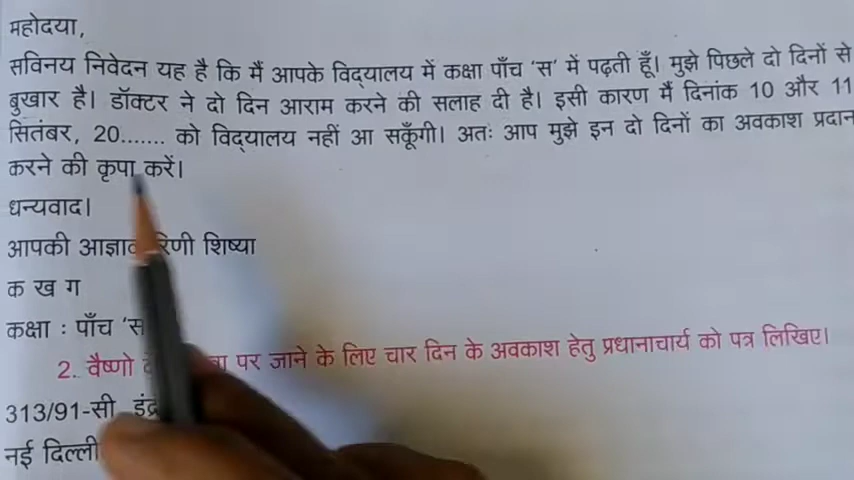 महोदया,
सविनय निवेदन यह है कि मैं आपके विद्यालय में कक्षा पाँच ‘स’ में पढ़ती हूँ। मुझे पिछले दो दिनों से
बुखार है। डॉक्टर ने दो दिन आराम करने की सलाह दी है। इसी कारण मैं दिनांक 10 और 11
सितंबर, 20....... को विद्यालय नहीं आ सकूँगी। अतः आप मुझे इन दो दिनों का अवकाश प्रदान
करने की कृपा करें।
धन्यवाद।
आपकी शिष्या
क ख ग
कक्षा : पाँच ‘स
2. वैष्णो पर जाने के लिए चार दिन के अवकाश हेतु प्रधानाचार्य को पत्र लिखिए।
313/91-सी
नई दिल्ली